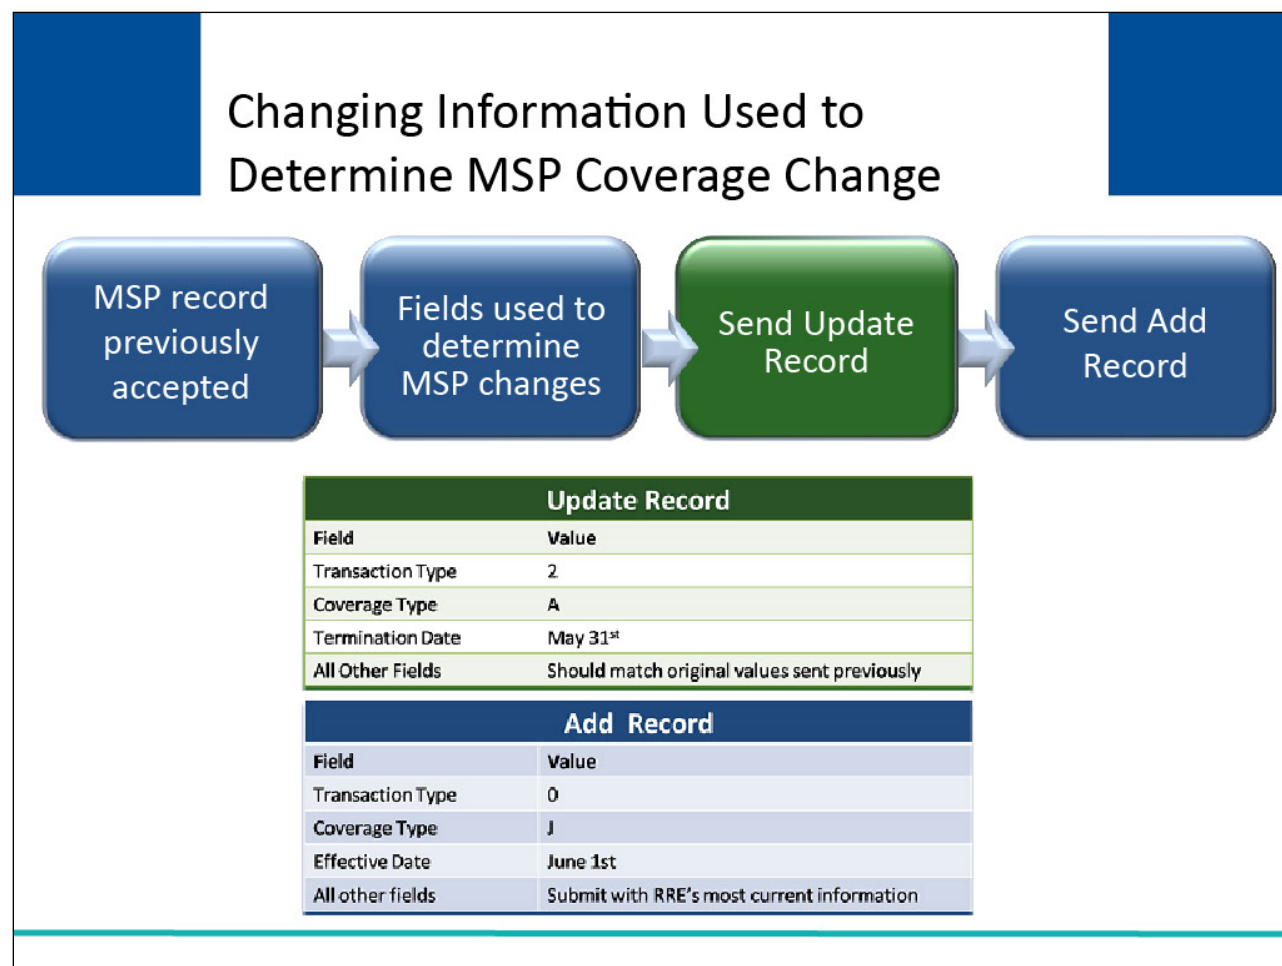 Changing Information Used to
Determine MSP Coverage Change
MSP record
previously
accepted
Fields used to
determine
MSP changes
Send Update
Record
Send Add
Record
Update Record
Field Value
Transaction Type 2
Coverage Type A
Termination Date May 31st
All Other Fields Should match original values sent previously
Add Record
Field Value
Transaction Type 0
Coverage Type J
Effective Date June 1st
All other fields Submit with RRE’s most current information